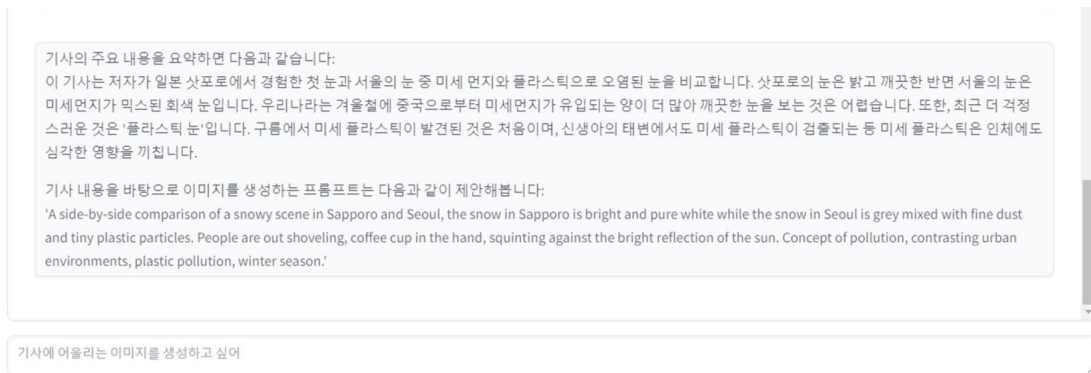 기사의 주요 내용을 요약하면 다음과 같습니다:
이 기사는 저자가 일본 삿포로에서 경험한 첫 눈과 서울의 눈 중 미세 먼지와 플라스틱으로 오염된 눈을 비교합니다. 삿포로의 눈은 밝고 깨끗한 반면 서울의 눈은
미세먼지가 믹스된 회색 눈입니다. 우리나라는 겨울철에 중국으로부터 미세먼지가 유입되는 양이 더 많아 깨끗한 눈을 보는 것은 어렵습니다. 또한, 최근 더 걱정
스러운 것은 '플라스틱 눈'입니다. 구름에서 미세 플라스틱이 발견된 것은 처음이며, 신생아의 태변에서도 미세 플라스틱이 검출되는 등 미세 플라스틱은 인체에도
심각한 영향을 끼칩니다.
기사 내용을 바탕으로 이미지를 생성하는 프롬프트는 다음과 같이 제안해봅니다:
'A side-by-side comparison of a snowy scene in Sapporo and Seoul, the snow in Sapporo is bright and pure white while the snow in Seoul is grey mixed with fine dust
and tiny plastic particles. People are out shoveling, coffee cup in the hand, squinting against the bright reflection of the sun. Concept of pollution, contrasting urban
environments, plastic pollution, winter season.'
기사에 어울리는 이미지를 생성하고 싶어